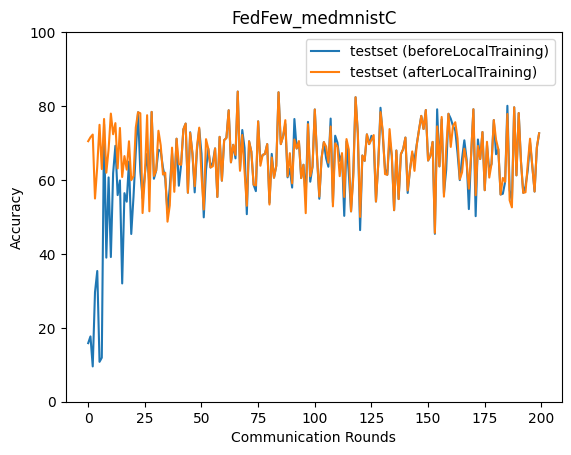 FedFew_medmnistC
testset (beforeLocalTraining)
testset (afterLocalTraining)
100
80
60
40
20
0
Accuracy
0 25 50 75 100 125 150 175 200
Communication Rounds